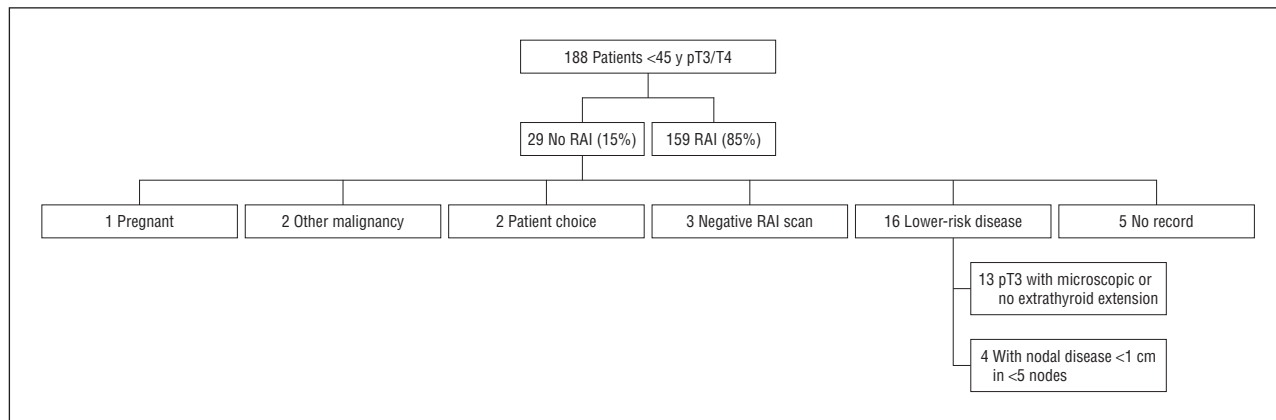 188 Patients <45 y pT3/T4
29 No RAI (15%)
159 RAI (85%)
1 Pregnant
2 Other malignancy
2 Patient choice
3 Negative RAI scan
16 Lower-risk disease
5 No record
13 pT3 with microscopic or
no extrathyroid extension
4 With nodal disease <1 cm
in <5 nodes